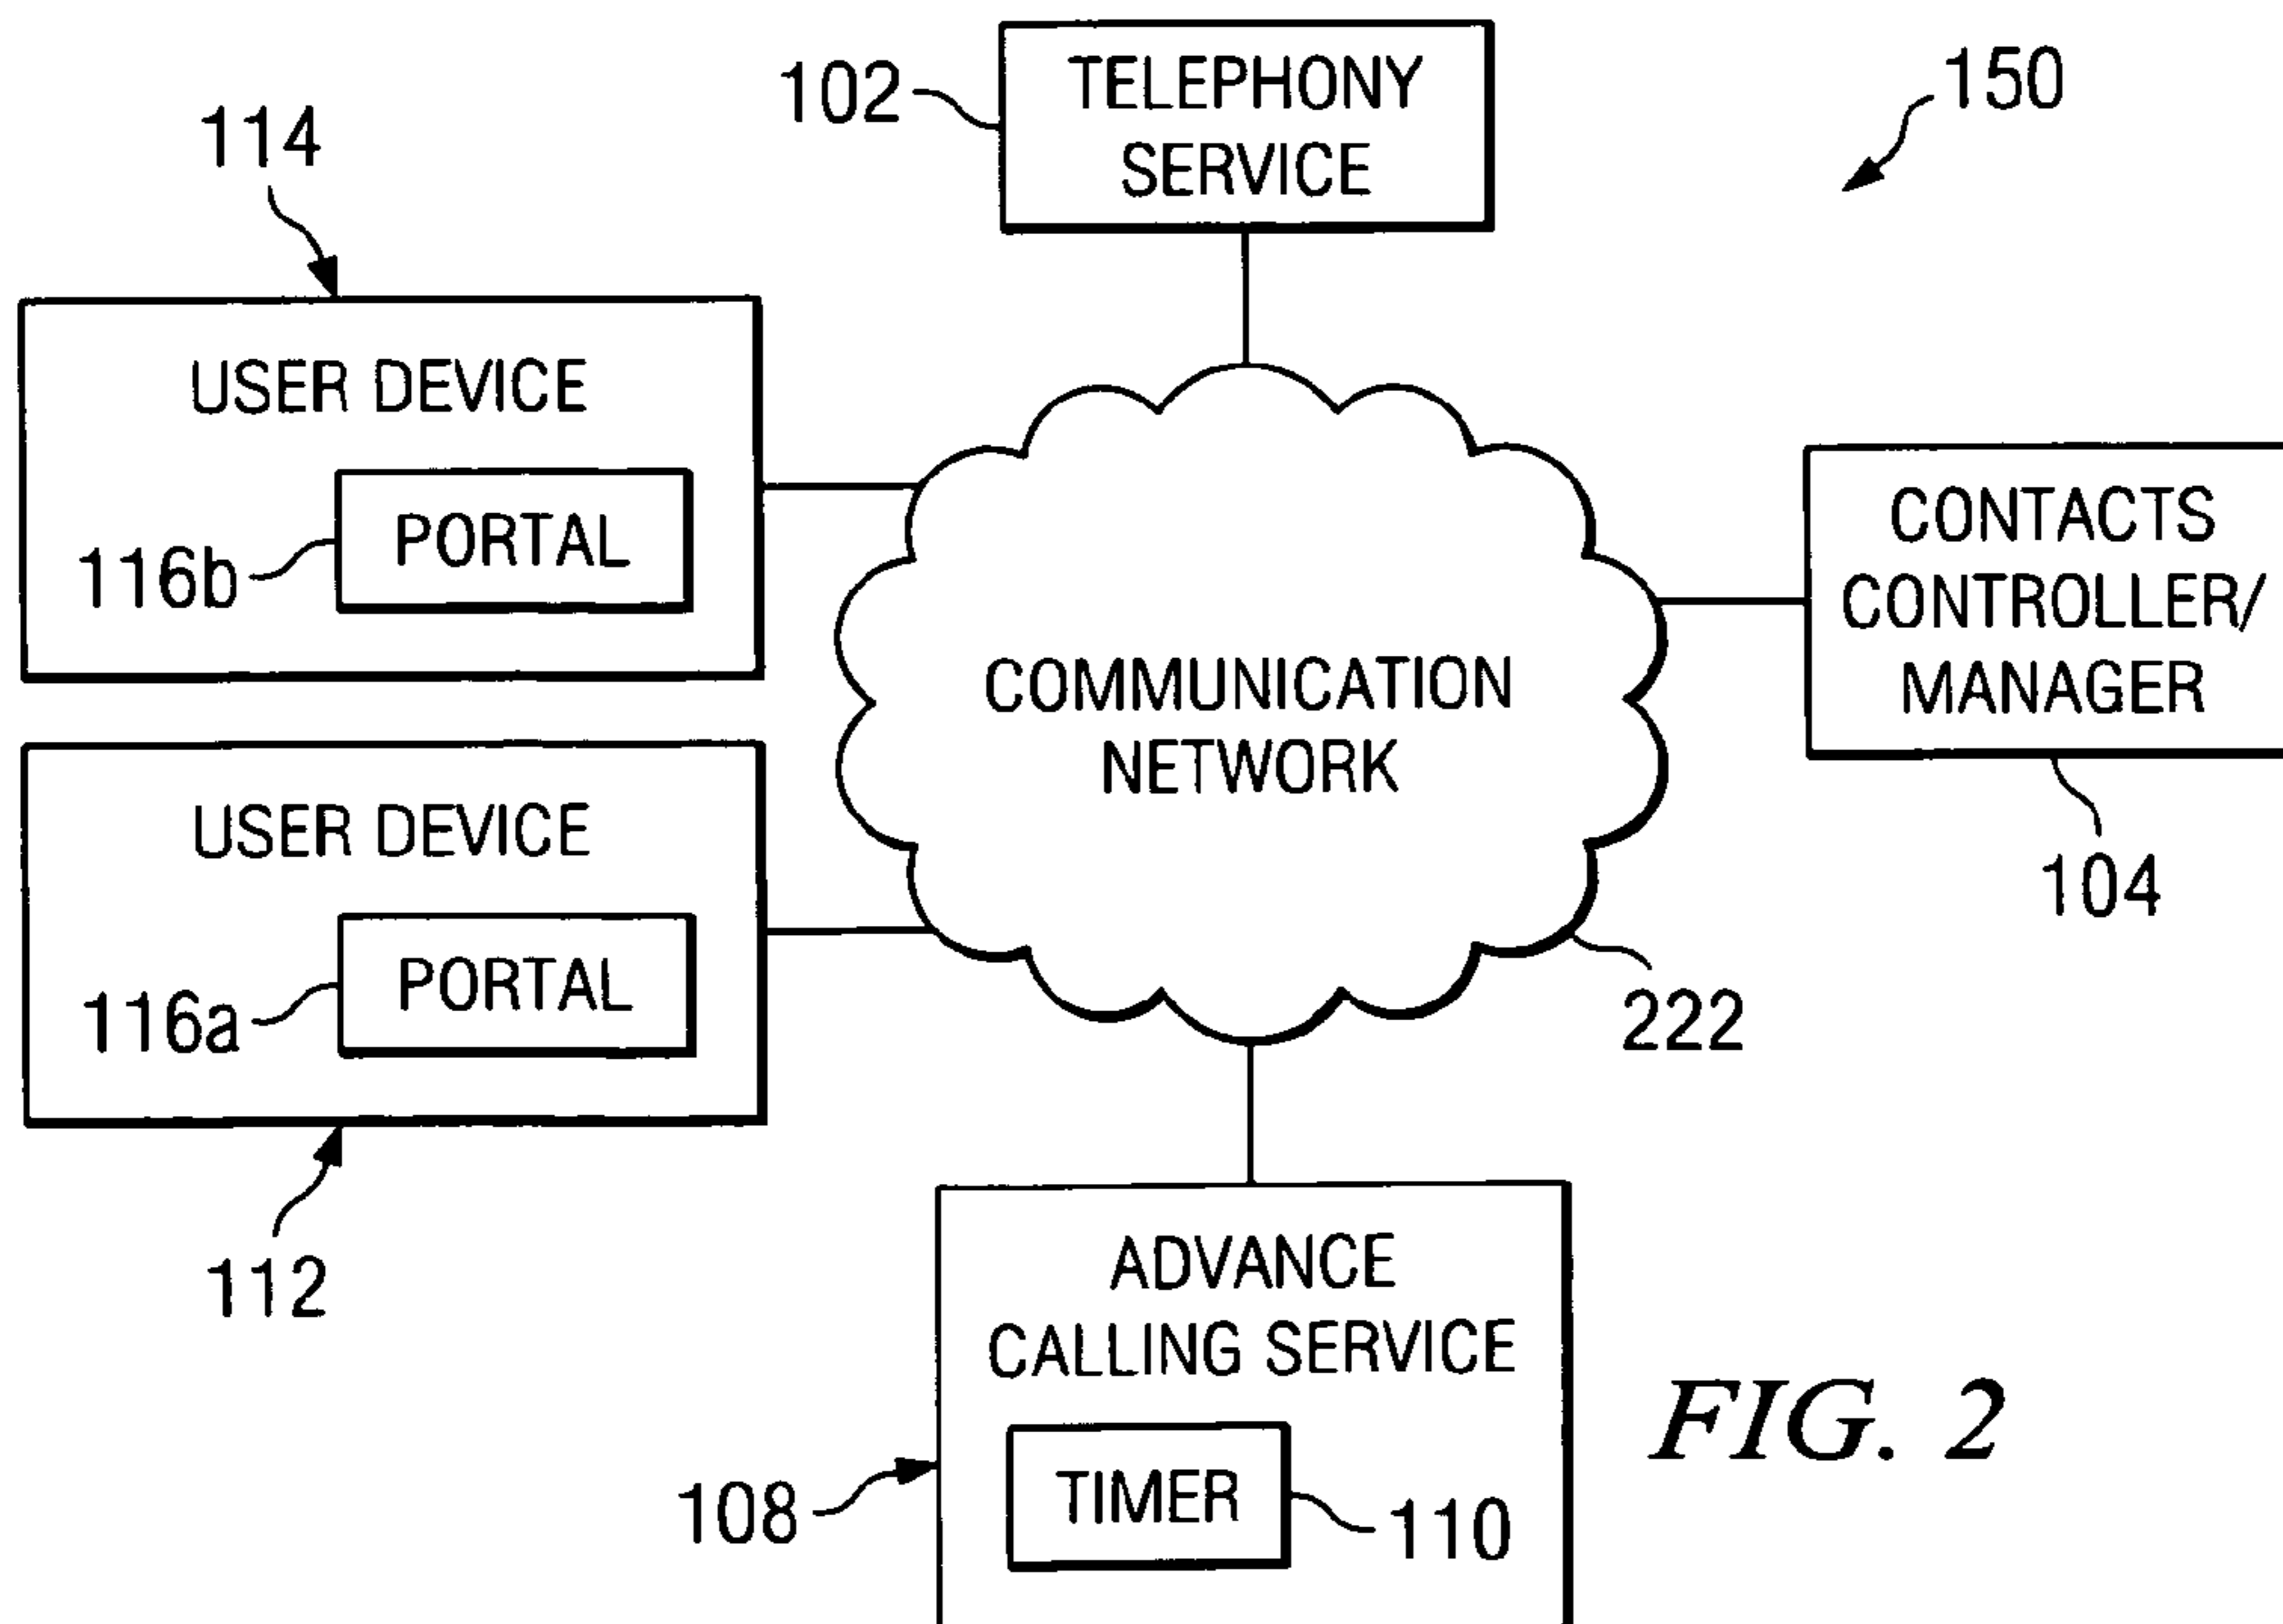 102
TELEPHONY
SERVICE
150
114
USER DEVICE
PORTAL
116b
CONTACTS
CONTROLLER/
MANAGER
104
COMMUNICATION
NETWORK
222
USER DEVICE
PORTAL
116a
112
ADVANCE
CALLING SERVICE
TIMER
108
110
FIG. 2